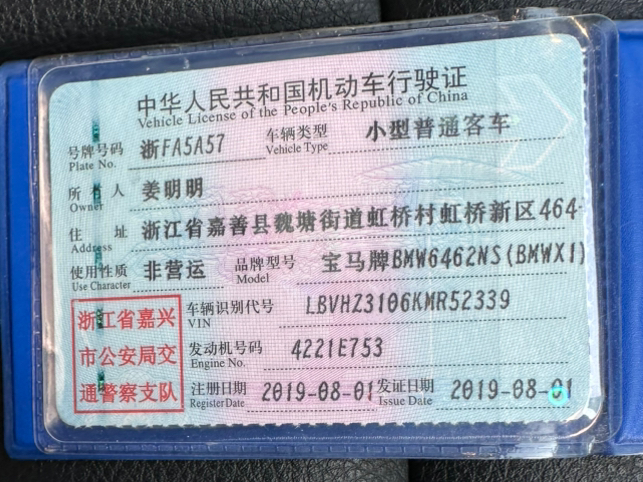 中华人民共和国机动车行驶证
Vehicle License of the People's Republic of China
号牌号码 浙FA5A57 车辆类型 小型普通客车
Plate No. Vehicle Type
所有人 姜明明
Owner
住址 浙江省嘉善县魏塘街道虹桥村虹桥新区464-
Address
使用性质 非营运 品牌型号 宝马牌BMW6462NS(BMWX1)
Use Character Model
浙江省嘉兴 车辆识别代号 LBVHZ3106KMR52339
VIN
市公安局交 发动机号码 4221E753
Engine No.
通警察支队 注册日期 2019-08-01 发证日期 2019-08-01
Register Date Issue Date